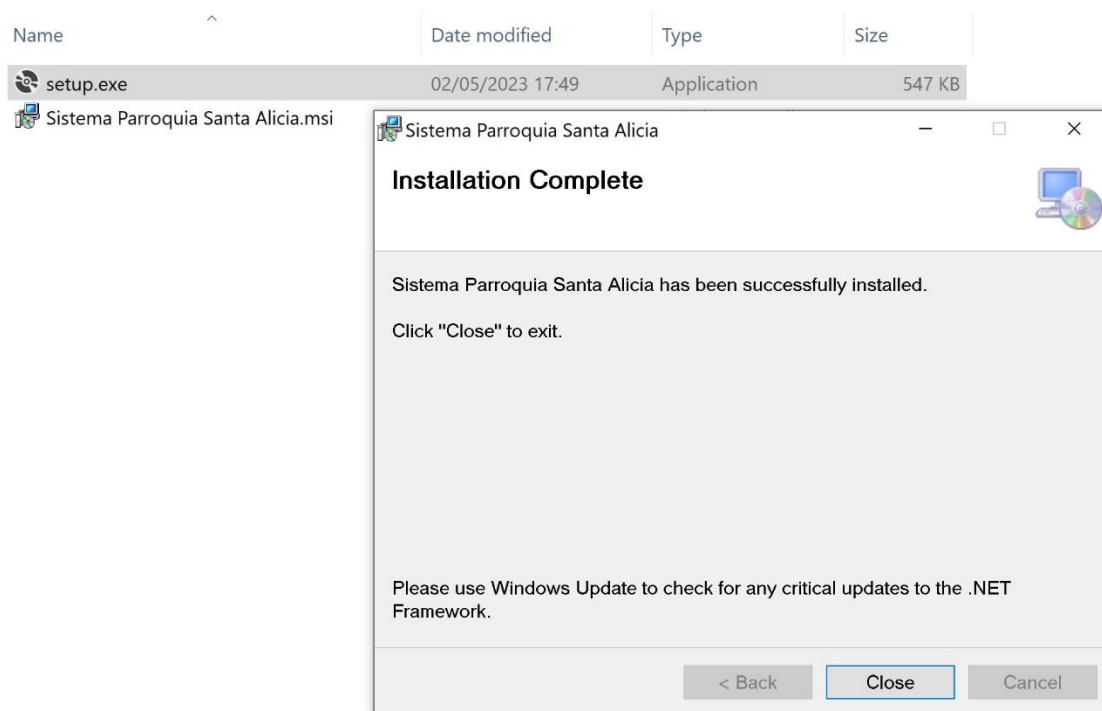 Name Date modified Type Size
setup.exe 02/05/2023 17:49 Application 547 KB
Sistema Parroquia Santa Alicia.msi
Sistema Parroquia Santa Alicia
Installation Complete
Sistema Parroquia Santa Alicia has been successfully installed.
Click "Close" to exit.
Please use Windows Update to check for any critical updates to the .NET
Framework.
< Back Close Cancel